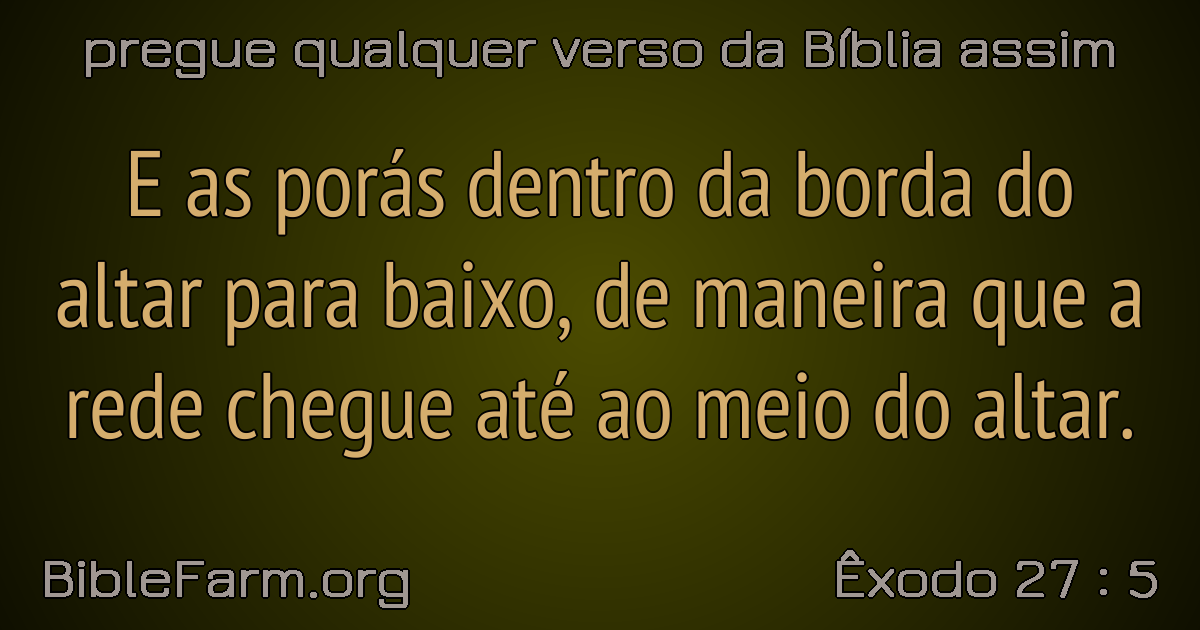 pregue qualquer verso da Bíblia assim
E as porás dentro da borda do
altar para baixo, de maneira que a
rede chegue até ao meio do altar.
BibleFarm.org
Êxodo 27 : 5